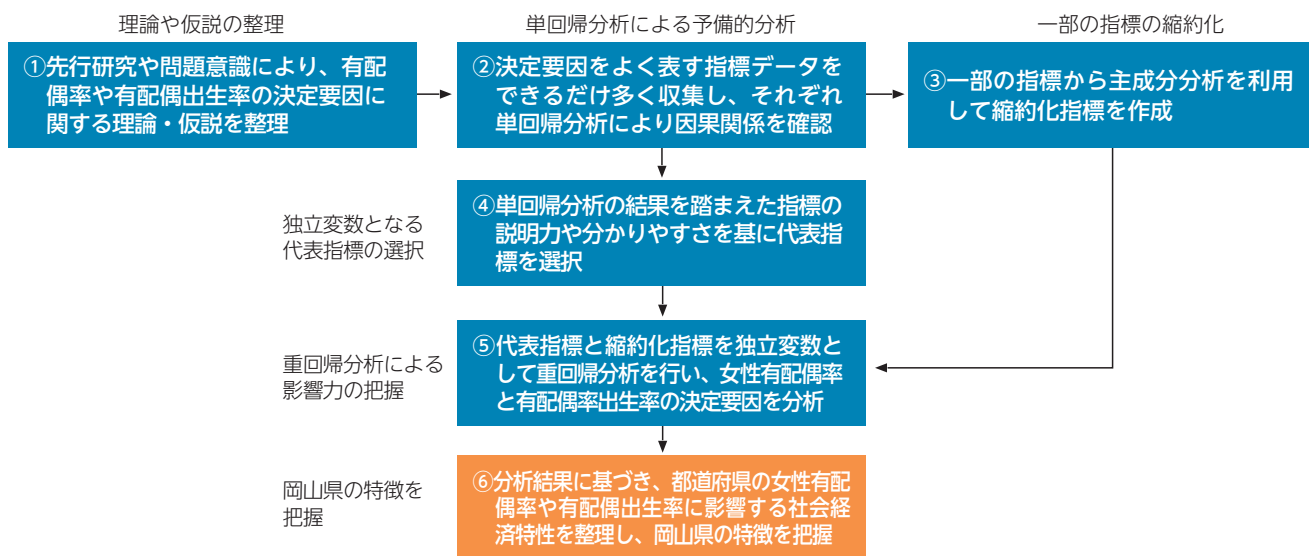 理論や仮説の整理
単回帰分析による予備的分析
一部の指標の縮約化
①先行研究や問題意識により、有配
偶率や有配偶出生率の決定要因に
関する理論・仮説を整理
②決定要因をよく表す指標データを
できるだけ多く収集し、それぞれ
単回帰分析により因果関係を確認
③一部の指標から主成分分析を利用
して縮約化指標を作成
独立変数となる
代表指標の選択
④単回帰分析の結果を踏まえた指標の
説明力や分かりやすさを基に代表指
標を選択
重回帰分析による
影響力の把握
⑤代表指標と縮約化指標を独立変数と
して重回帰分析を行い、女性有配偶率
と有配偶率出生率の決定要因を分析
岡山県の特徴を
把握
⑥分析結果に基づき、都道府県の女性有配
偶率や有配偶出生率に影響する社会経
済特性を整理し、岡山県の特徴を把握